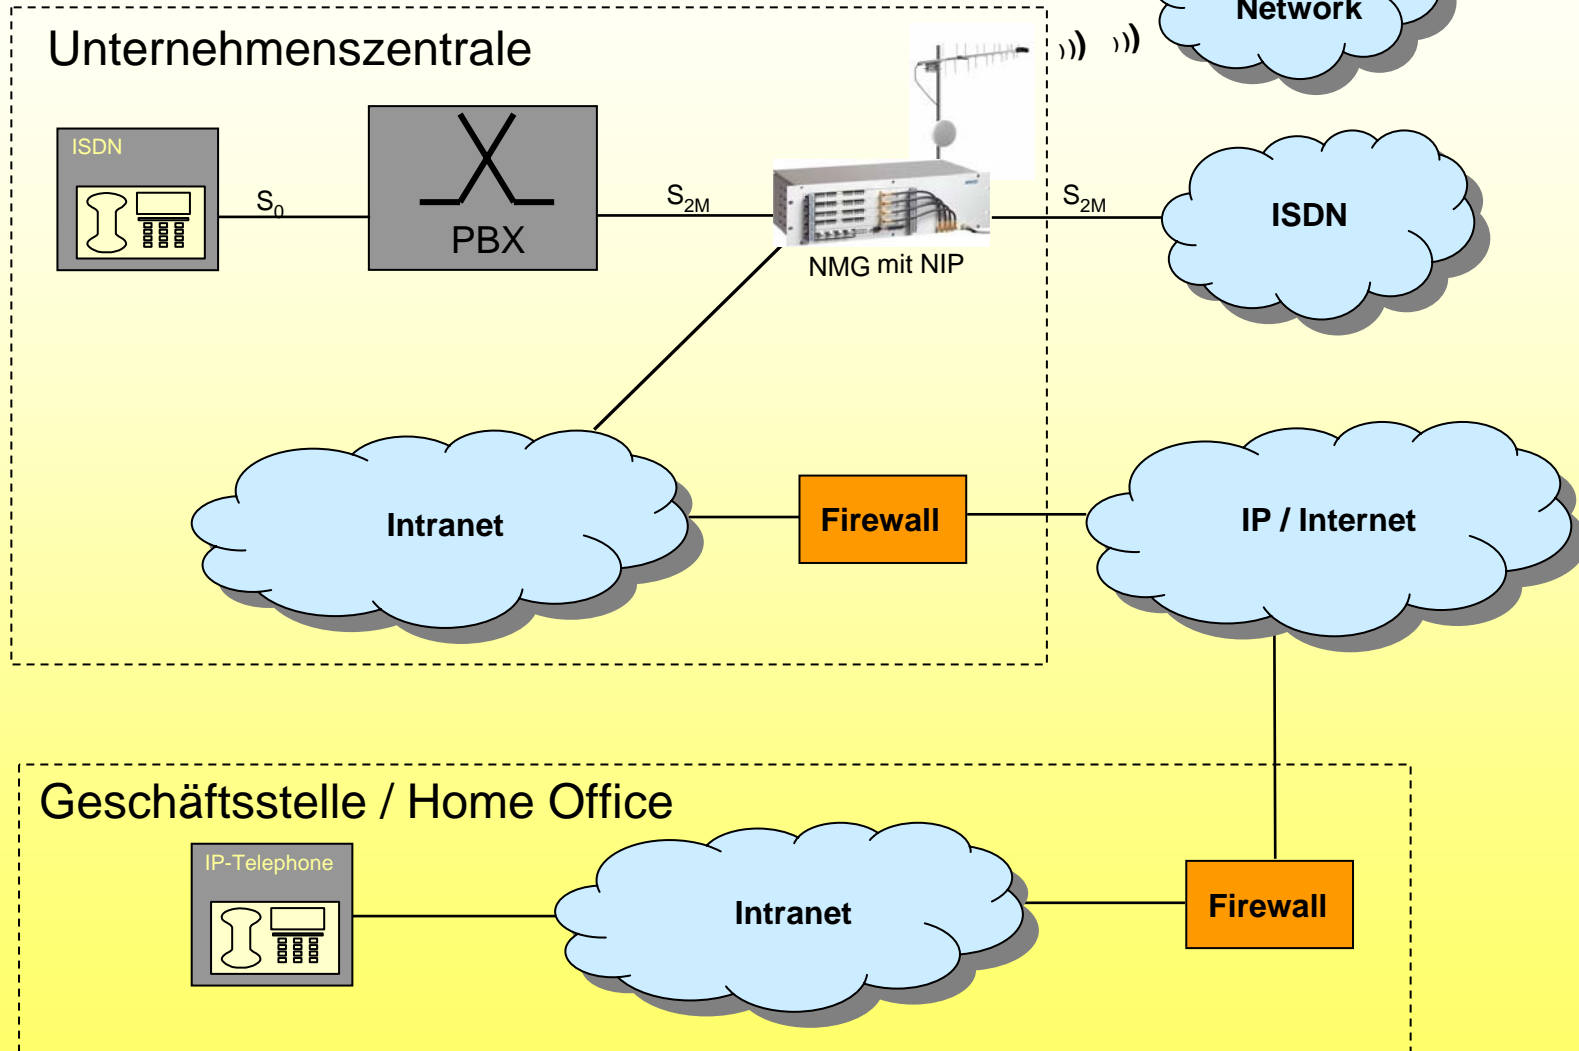 Network
Unternehmenszentrale
ISDN
S0
PBX
S2M
NMG mit NIP
S2M
ISDN
Intranet
Firewall
IP / Internet
Geschäftsstelle / Home Office
IP-Telephone
Intranet
Firewall